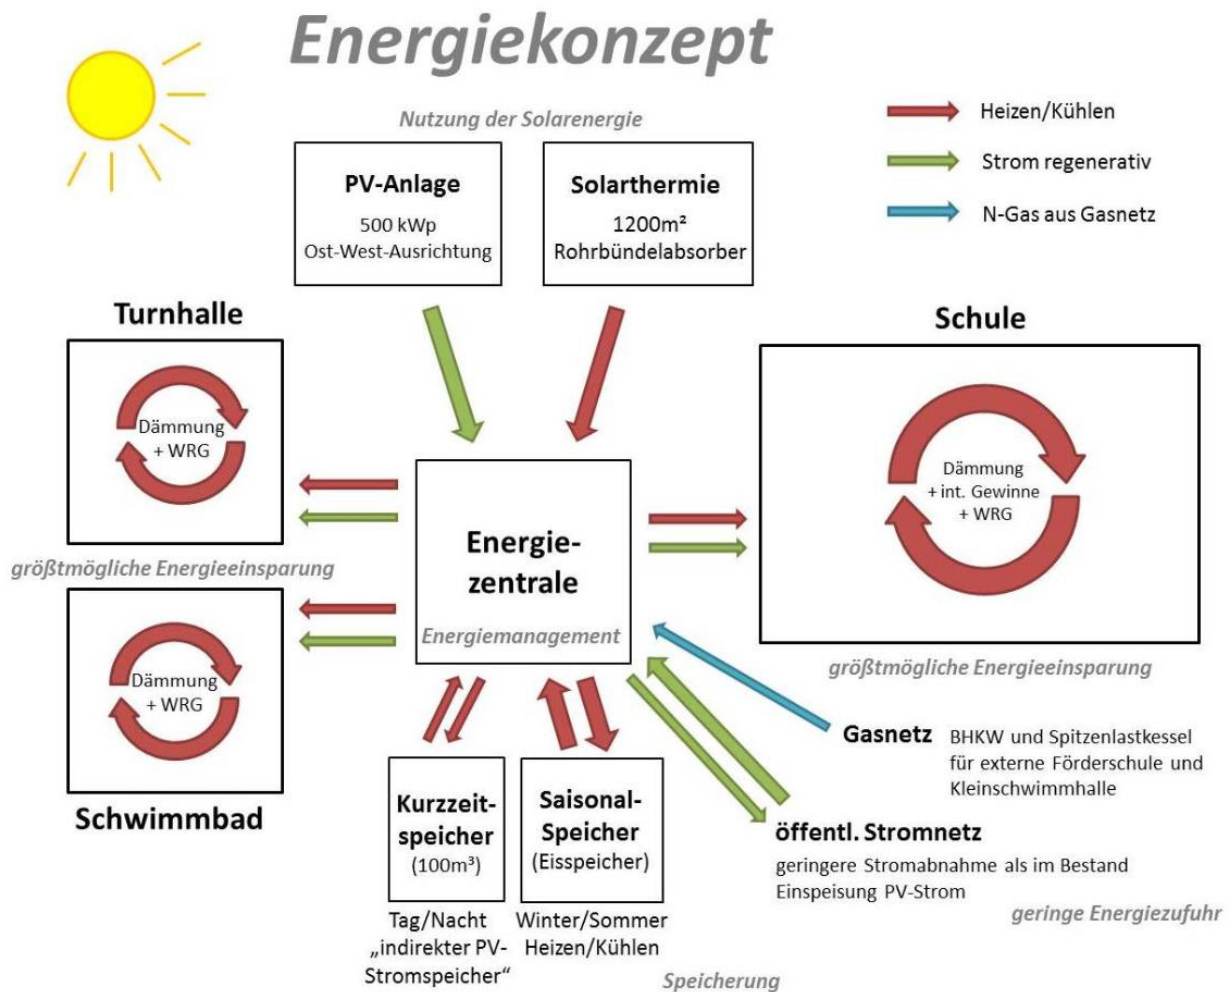 Energiekonzept
Nutzung der Solarenergie
PV-Anlage
500 kWp
Ost-West-Ausrichtung
Solarthermie
1200m²
Rohrbündelabsorber
Heizen/Kühlen
Strom regenerativ
N-Gas aus Gasnetz
Turnhalle
Dämmung
+ WRG
größtmögliche Energieeinsparung
Dämmung
+ WRG
Schwimmbad
Energie-
zentrale
Energiemanagement
Schule
Dämmung
+ int. Gewinne
+ WRG
größtmögliche Energieeinsparung
Gasnetz
BHKW und Spitzenlastkessel
für externe Förderschule und
Kleinschwimmhalle
öffentl. Stromnetz
geringere Stromabnahme als im Bestand
Einspeisung PV-Strom
geringe Energiezufuhr
Kurzzeit-
speicher
(100m³)
Tag/Nacht
„indirekter PV-
Stromspeicher“
Saisonal-
Speicher
(Eisspeicher)
Winter/Sommer
Heizen/Kühlen
Speicherung